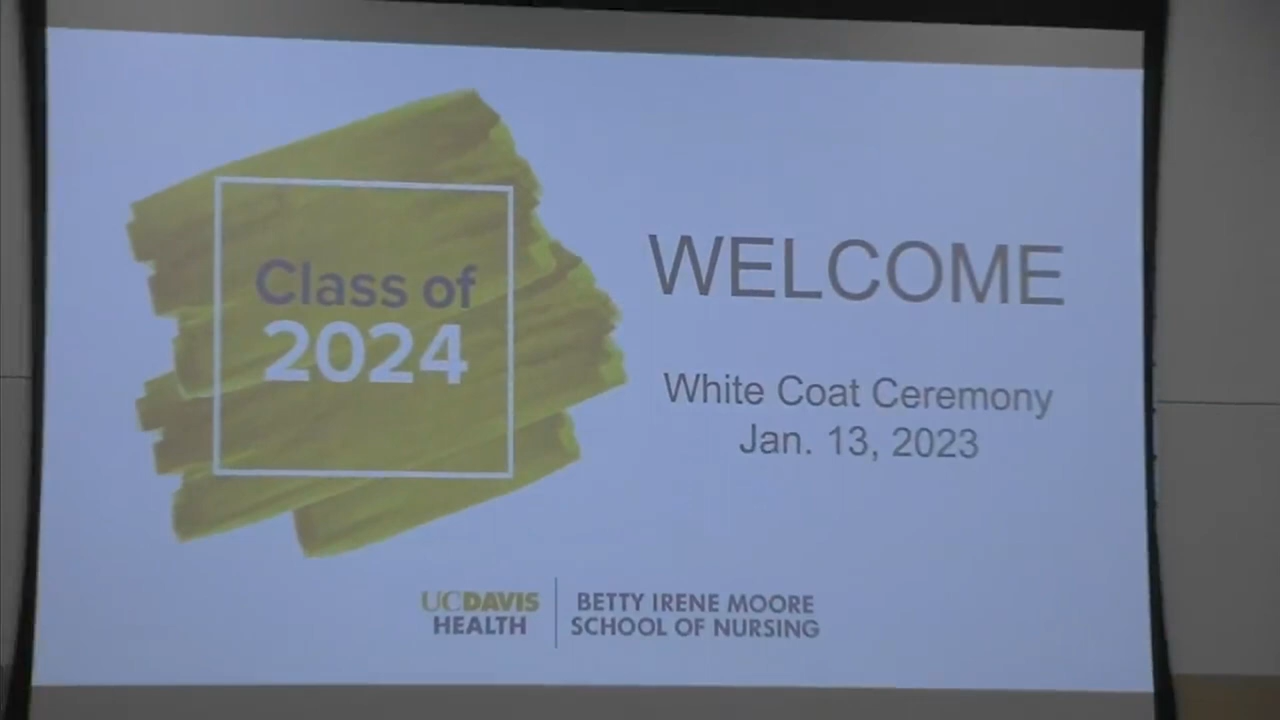 Class of
2024
WELCOME
White Coat Ceremony
Jan. 13, 2023
UCDAVIS
HEALTH
BETTY IRENE MOORE
SCHOOL OF NURSING